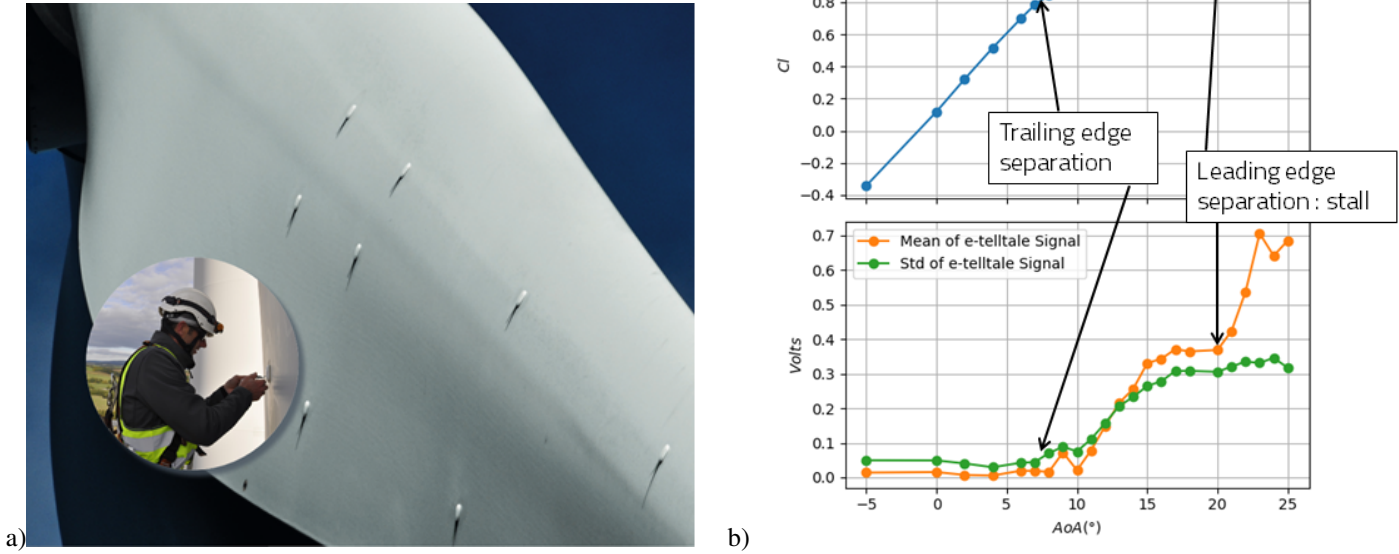 a)
b)
0.8
0.6
0.4
0.2
0.0
−0.2
−0.4
Cl
Trailing edge
separation
Leading edge
separation : stall
Mean of e-telltale Signal
Std of e-telltale Signal
0.7
0.6
0.5
0.4
0.3
0.2
0.1
0.0
Volts
−5
0
5
10
15
20
25
AoA(°)